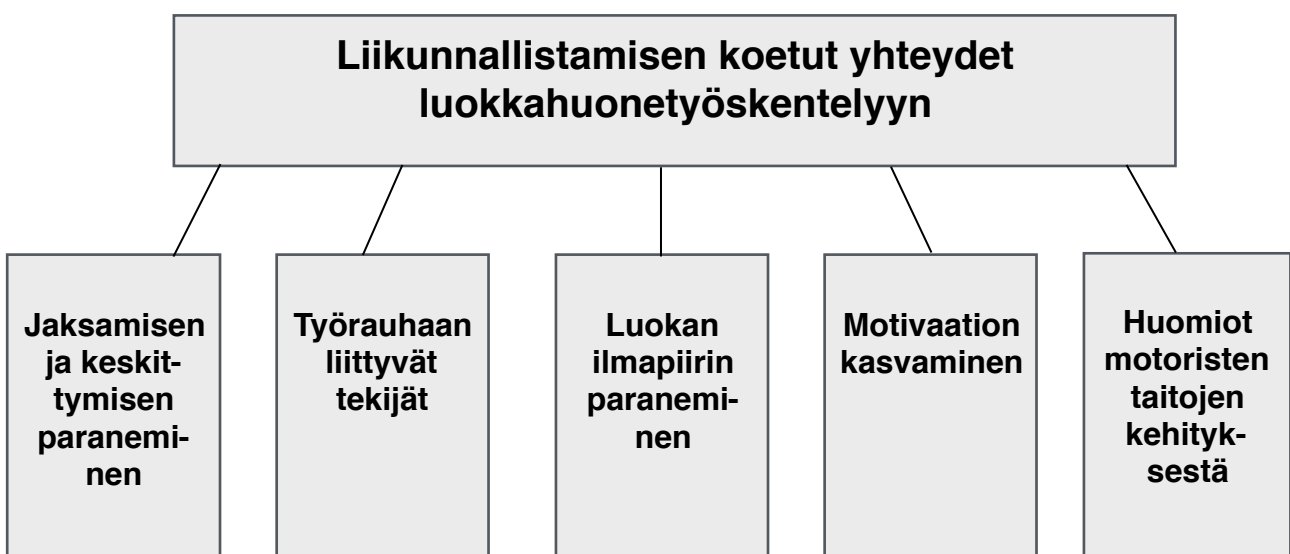 Liikunnallistamisen koetut yhteydet
luokkahuonetyöskentelyyn
Jaksamisen
ja keskit-
tymisen
paranemi-
nen
Työrauhaan
liittyvät
tekijät
Luokan
ilmapiirin
paranemi-
nen
Motivaation
kasvaminen
Huomiot
motoristen
taitojen
kehityk-
sestä